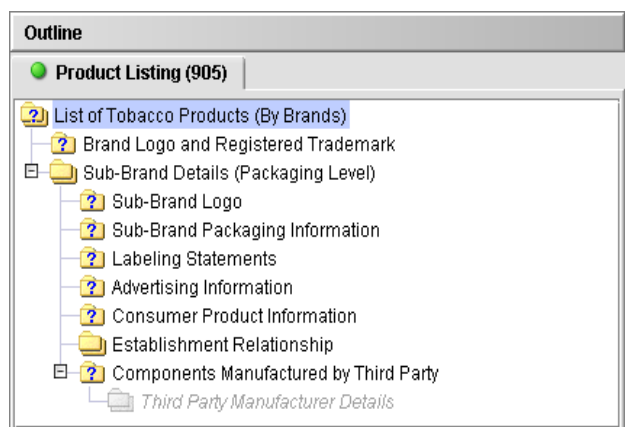 Outline
Product Listing (905)
List of Tobacco Products (By Brands)
Brand Logo and Registered Trademark
Sub-Brand Details (Packaging Level)
Sub-Brand Logo
Sub-Brand Packaging Information
Labeling Statements
Advertising Information
Consumer Product Information
Establishment Relationship
Components Manufactured by Third Party
Third Party Manufacturer Details